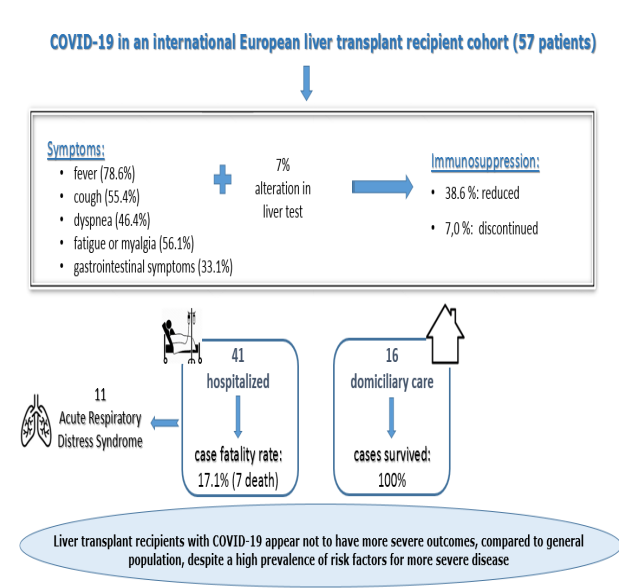 COVID-19 in an international European liver transplant recipient cohort (57 patients)
Symptoms:
• fever (78.6%)
• cough (55.4%)
• dyspnea (46.4%)
• fatigue or myalgia (56.1%)
• gastrointestinal symptoms (33.1%)
7%
alteration in
liver test
Immunosuppression:
• 38.6 %: reduced
• 7,0 %: discontinued
41
hospitalized
case fatality rate:
17.1% (7 death)
11
Acute Respiratory
Distress Syndrome
16
domiciliary care
cases survived:
100%
Liver transplant recipients with COVID-19 appear not to have more severe outcomes, compared to general
population, despite a high prevalence of risk factors for more severe disease